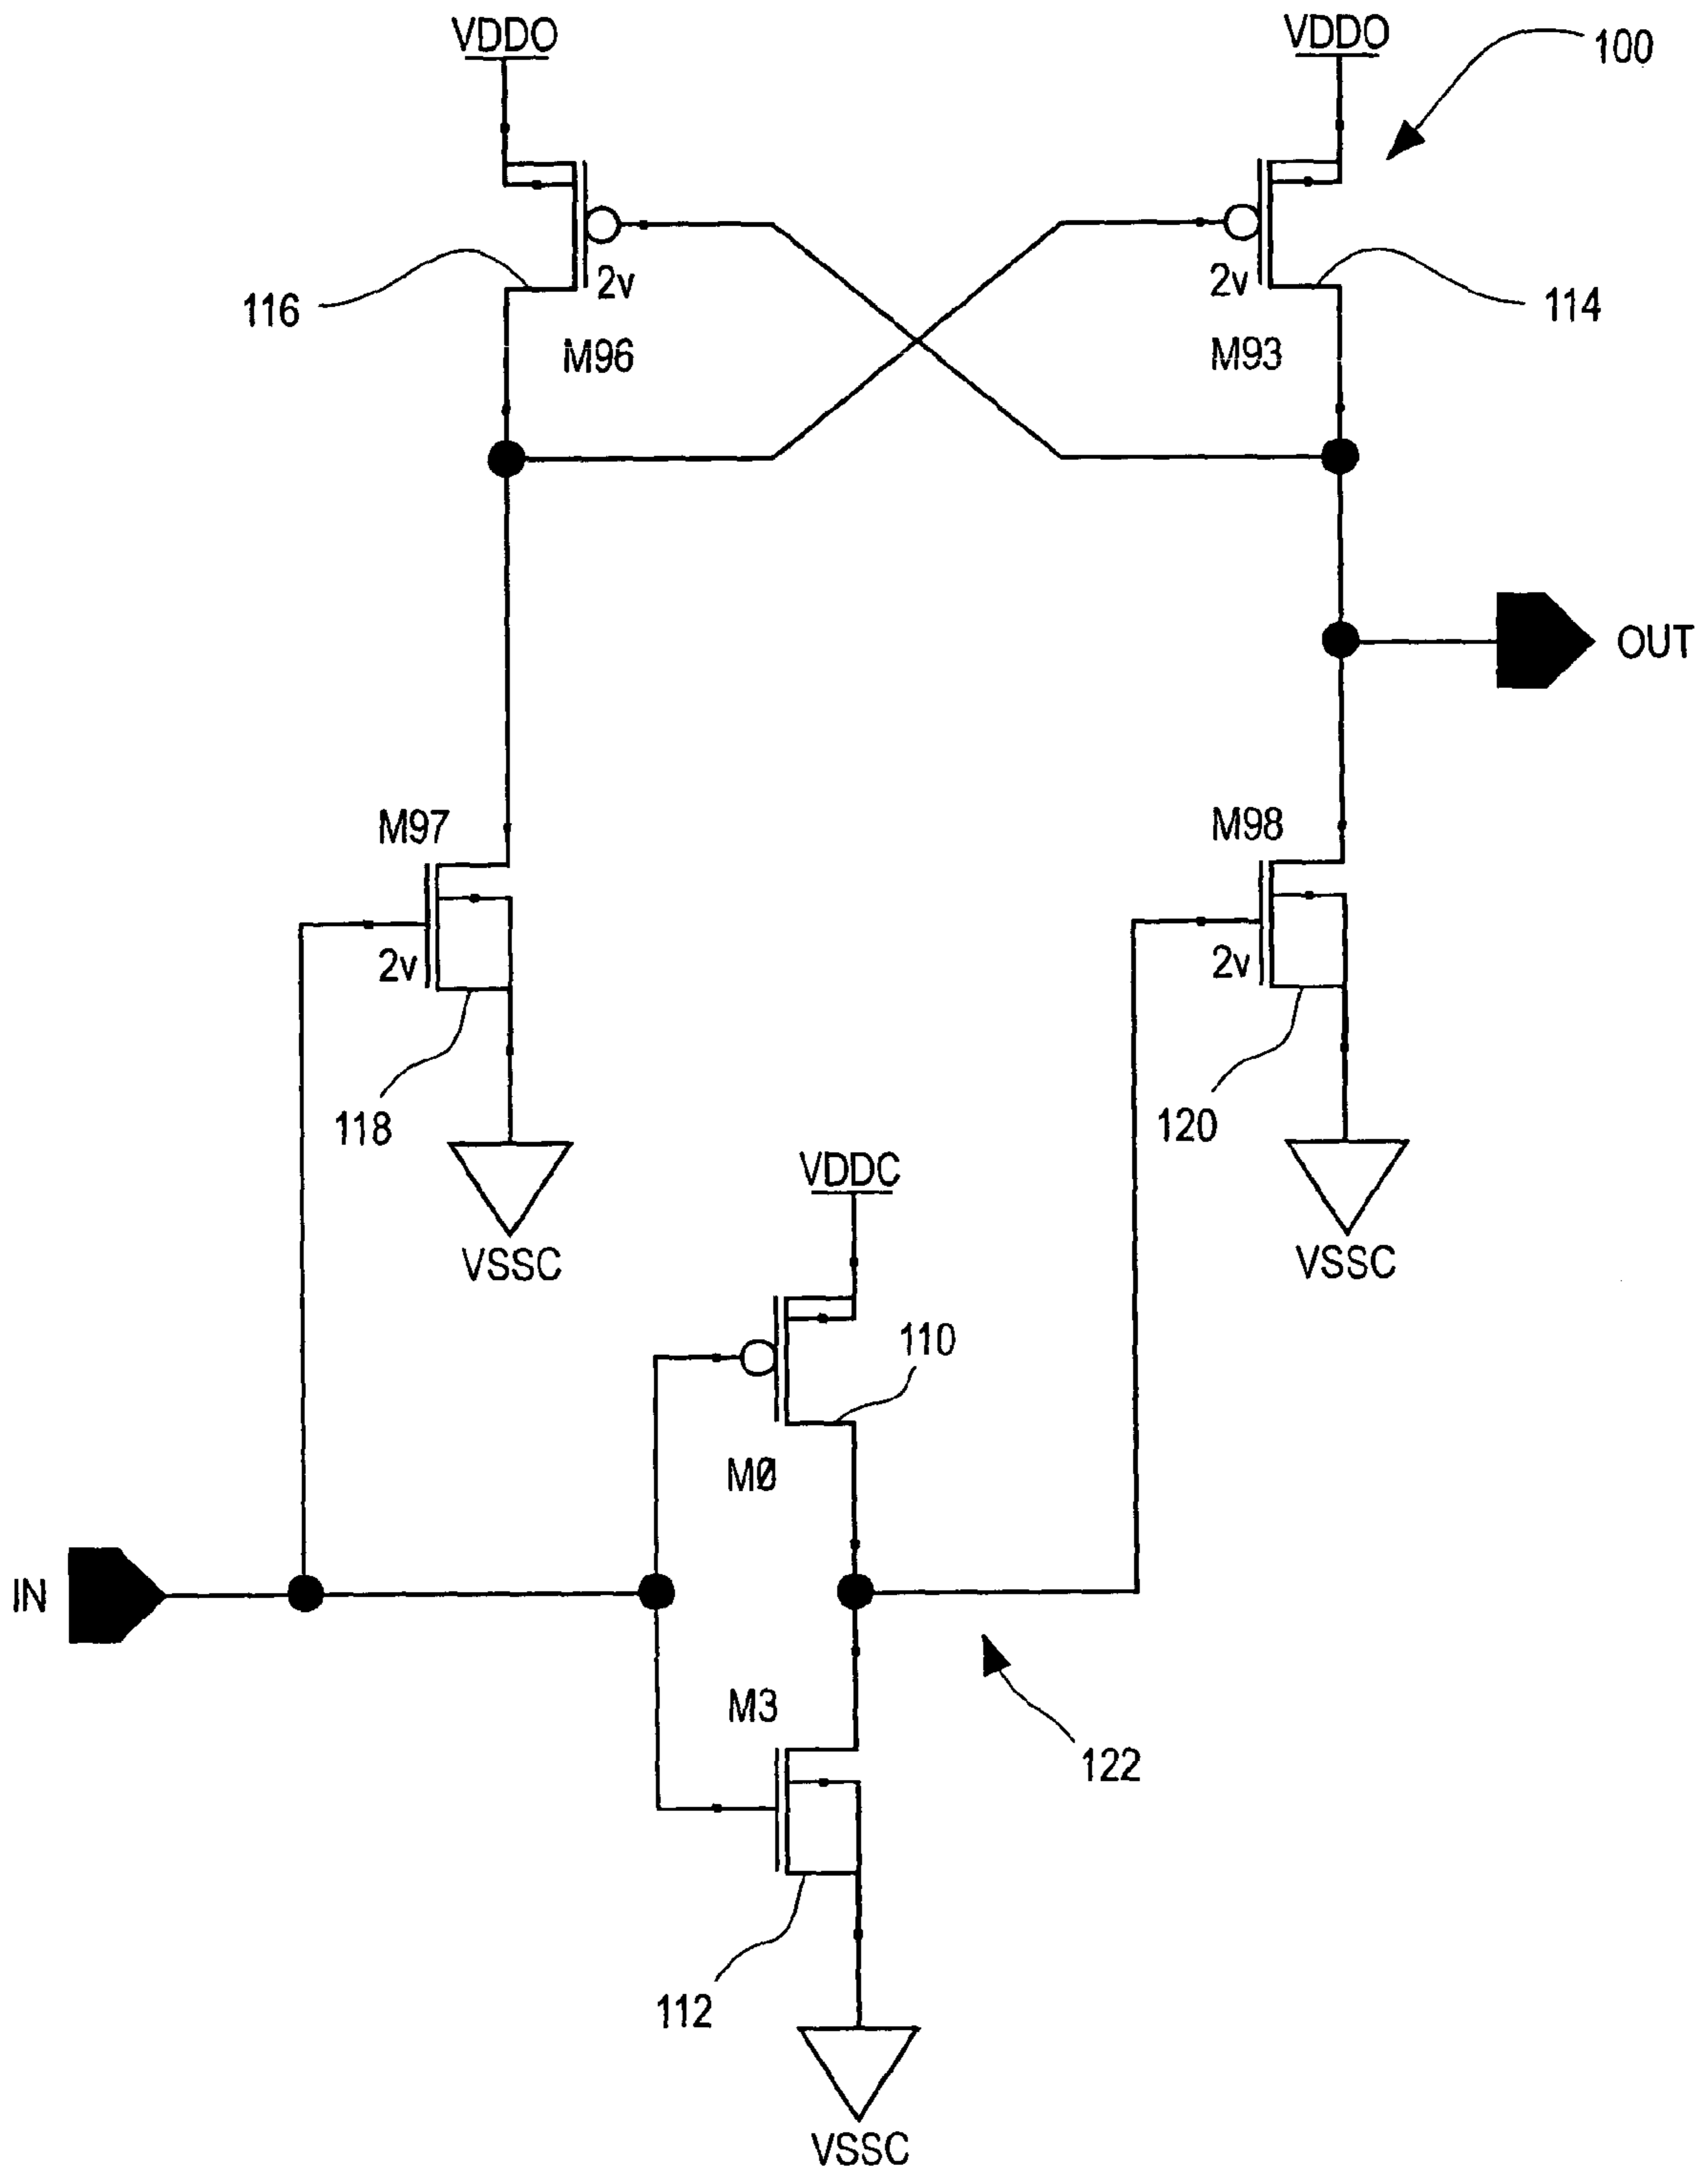 VDDO
VDDO
100
116
2v
2v
114
M96
M93
OUT
M97
M98
2v
2v
118
120
VDDC
VSSC
VSSC
110
MØ
IN
M3
122
112
VSSC